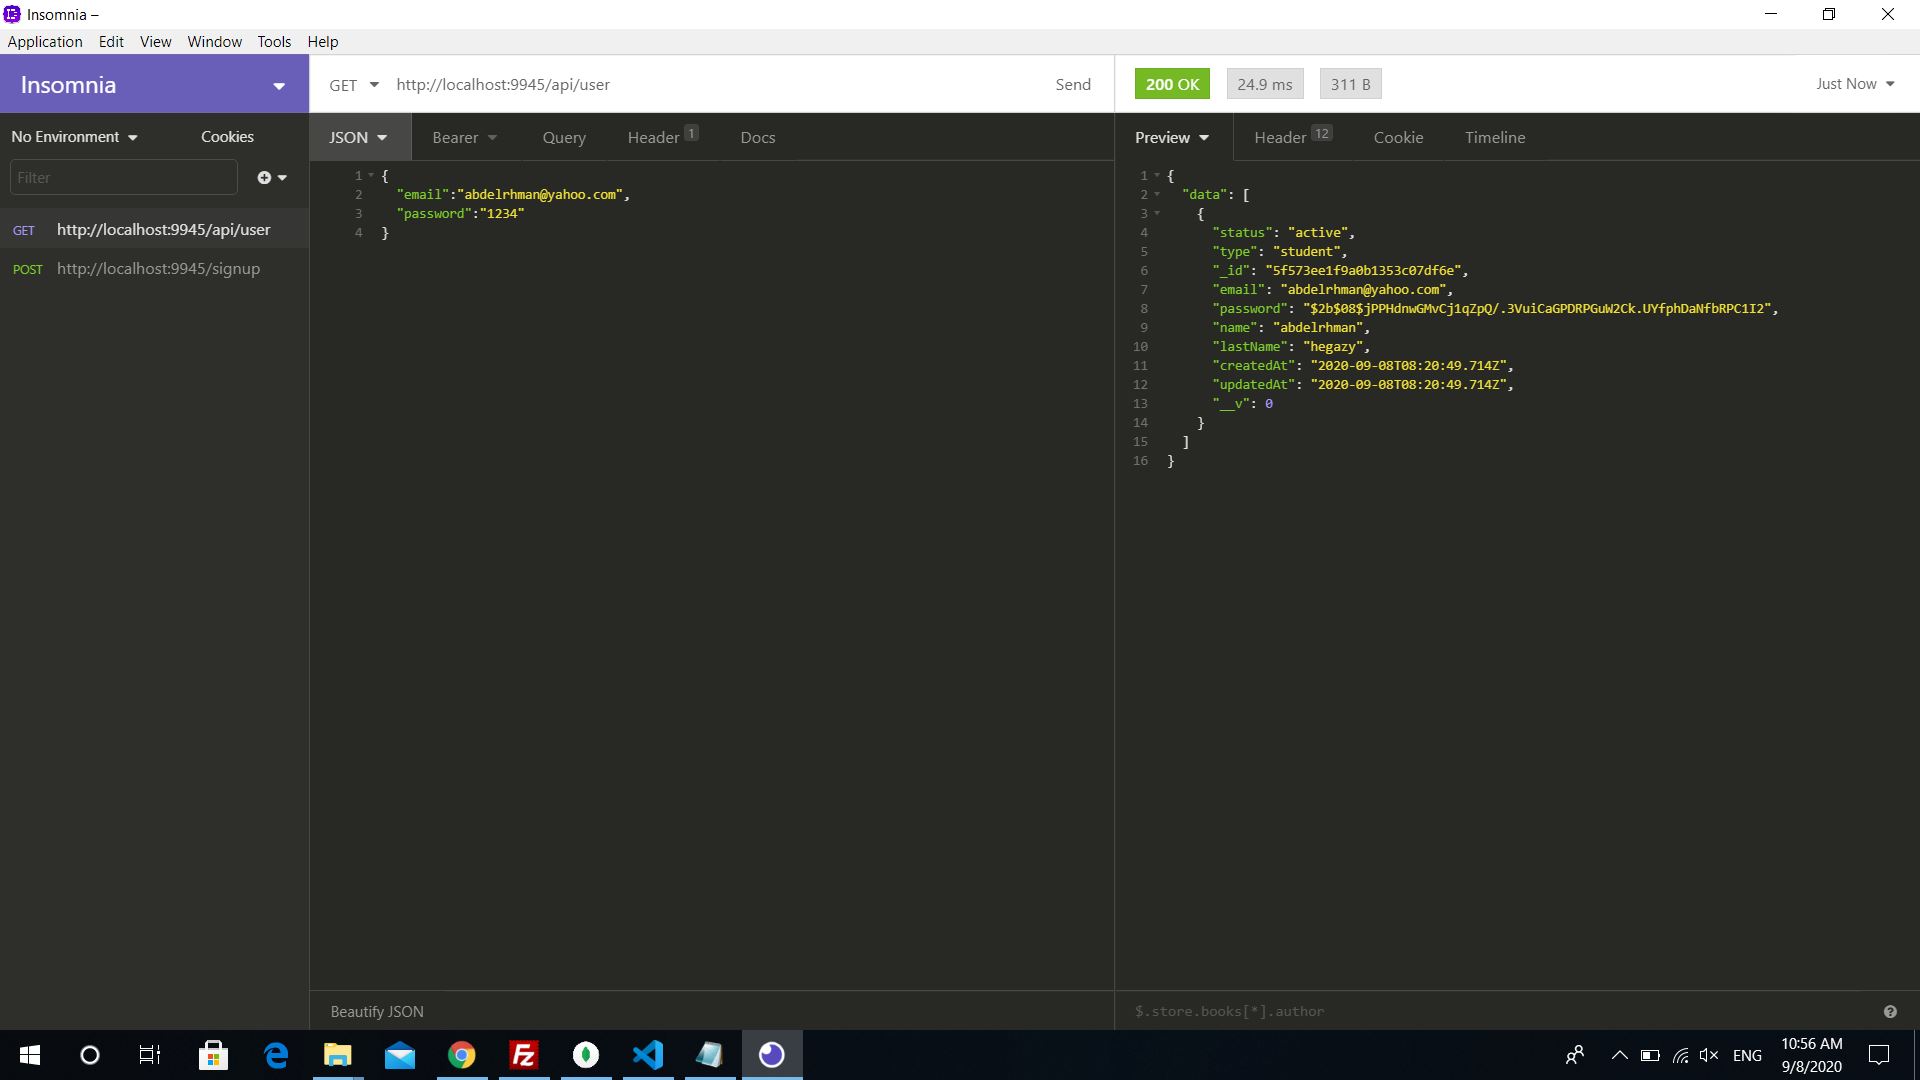 Insomnia –
Application Edit View Window Tools Help
Insomnia
GET http://localhost:9945/api/user Send
200 OK 24.9 ms 311 B Just Now
No Environment Cookies
Filter
GET http://localhost:9945/api/user
POST http://localhost:9945/signup
JSON Bearer Query Header 1 Docs
1 {
2 "email":"abdelrhman@yahoo.com",
3 "password":"1234"
4 }
Beautify JSON
Preview Header 12 Cookie Timeline
1 {
2 "data": [
3 {
4 "status": "active",
5 "type": "student",
6 "_id": "5f573ee1f9a0b1353c07df6e",
7 "email": "abdelrhman@yahoo.com",
8 "password": "$2b$08$jPPHdnwGMvCj1qZpQ/.3VuiCaGPDRPGuW2Ck.UYfphDaNfbRPC1I2",
9 "name": "abdelrhman",
10 "lastName": "hegazy",
11 "createdAt": "2020-09-08T08:20:49.714Z",
12 "updatedAt": "2020-09-08T08:20:49.714Z",
13 "__v": 0
14 }
15 ]
16 }
$.store.books[*].author
ENG
10:56 AM
9/8/2020